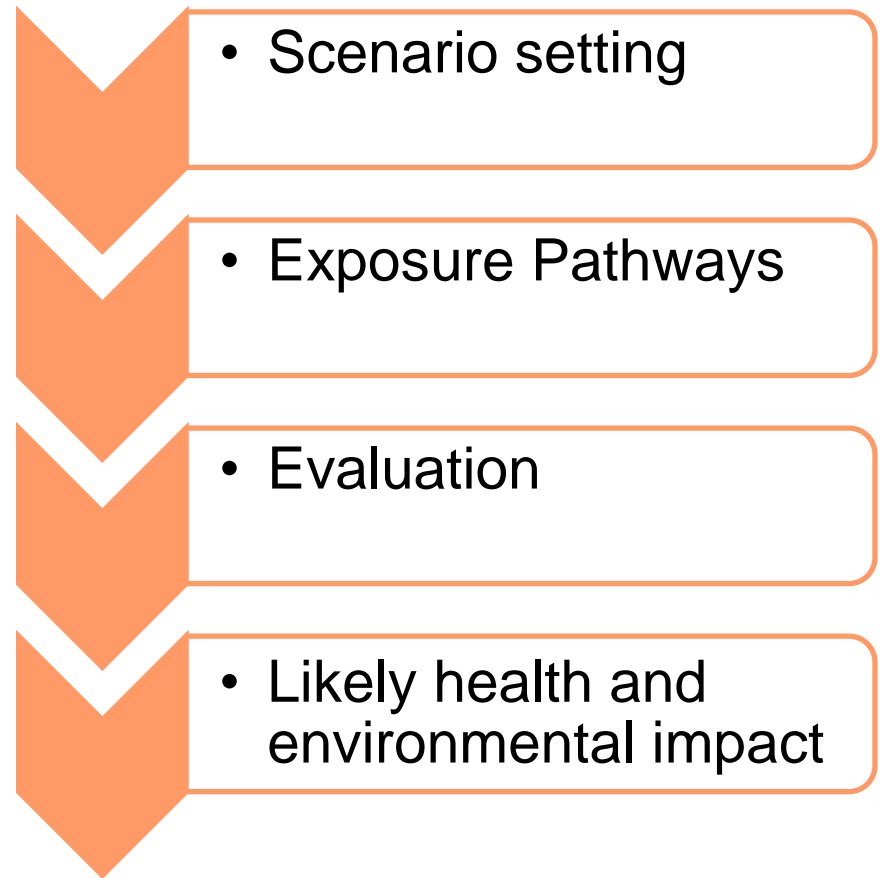 • Scenario setting
• Exposure Pathways
• Evaluation
• Likely health and
environmental impact